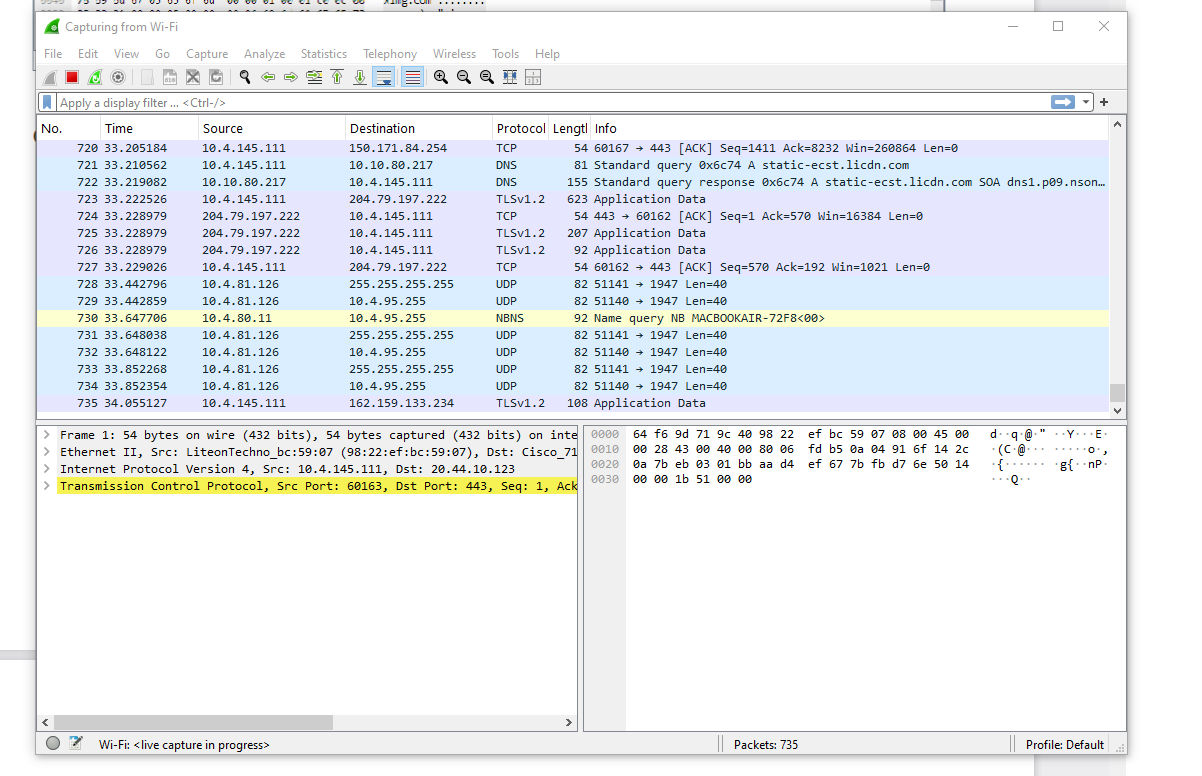 Capturing from Wi-Fi
File Edit View Go Capture Analyze Statistics Telephony Wireless Tools Help
Apply a display filter ... <Ctrl-/>
No. Time Source Destination Protocol Lengtl Info
720 33.205184 10.4.145.111 150.171.84.254 TCP 54 60167 → 443 [ACK] Seq=1411 Ack=8232 Win=260864 Len=0
721 33.210562 10.4.145.111 10.10.80.217 DNS 81 Standard query 0x6c74 A static-ecst.licdn.com
722 33.219082 10.10.80.217 10.4.145.111 DNS 155 Standard query response 0x6c74 A static-ecst.licdn.com SOA dns1.p09.nson…
723 33.222526 10.4.145.111 204.79.197.222 TLSv1.2 623 Application Data
724 33.228979 204.79.197.222 10.4.145.111 TCP 54 443 → 60162 [ACK] Seq=1 Ack=570 Win=16384 Len=0
725 33.228979 204.79.197.222 10.4.145.111 TLSv1.2 207 Application Data
726 33.228979 204.79.197.222 10.4.145.111 TLSv1.2 92 Application Data
727 33.229026 10.4.145.111 204.79.197.222 TCP 54 60162 → 443 [ACK] Seq=570 Ack=192 Win=1021 Len=0
728 33.442796 10.4.81.126 255.255.255.255 UDP 82 51141 → 1947 Len=40
729 33.442859 10.4.81.126 10.4.95.255 UDP 82 51140 → 1947 Len=40
730 33.647706 10.4.80.11 10.4.95.255 NBNS 92 Name query NB MACBOOKAIR-72F8<00>
731 33.648038 10.4.81.126 255.255.255.255 UDP 82 51141 → 1947 Len=40
732 33.648122 10.4.81.126 10.4.95.255 UDP 82 51140 → 1947 Len=40
733 33.852268 10.4.81.126 255.255.255.255 UDP 82 51141 → 1947 Len=40
734 33.852354 10.4.81.126 10.4.95.255 UDP 82 51140 → 1947 Len=40
735 34.055127 10.4.145.111 162.159.133.234 TLSv1.2 108 Application Data
Frame 1: 54 bytes on wire (432 bits), 54 bytes captured (432 bits) on inte
Ethernet II, Src: LiteonTechno_bc:59:07 (98:22:ef:bc:59:07), Dst: Cisco_71
Internet Protocol Version 4, Src: 10.4.145.111, Dst: 20.44.10.123
Transmission Control Protocol, Src Port: 60163, Dst Port: 443, Seq: 1, Ack
0000 64 f6 9d 71 9c 40 98 22 ef bc 59 07 08 00 45 00 d··q·@·" ··Y···E·
0010 00 28 43 00 40 00 80 06 fd b5 0a 04 91 6f 14 2c ·(C·@··· ·····o·,
0020 0a 7b eb 03 01 bb aa d4 ef 67 7b fb d7 6e 50 14 ·{······ ·g{··nP·
0030 00 00 1b 51 00 00 ···Q··
Wi-Fi: <live capture in progress>
Packets: 735
Profile: Default